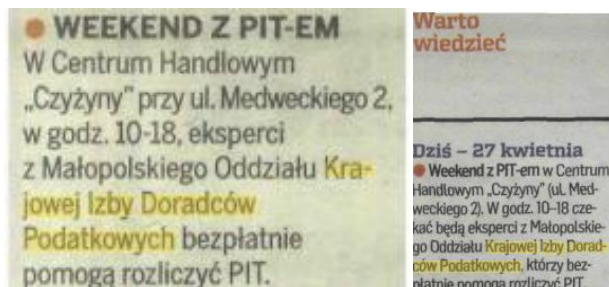 ● WEEKEND Z PIT-EM
W Centrum Handlowym
„Czyżyny” przy ul. Medweckiego 2,
w godz. 10-18, eksperci
z Małopolskiego Oddziału Kra-
jowej Izby Doradców
Podatkowych bezpłatnie
pomogą rozliczyć PIT.
Warto
wiedzieć
Dziś – 27 kwietnia
● Weekend z PIT-em w Centrum
Handlowym „Czyżyny” (ul. Med-
weckiego 2). W godz. 10–18 cze-
kać będą eksperci z Małopolskie-
go Oddziału Krajowej Izby Dorad-
ców Podatkowych, którzy bez-
płatnie pomogą rozliczyć PIT.